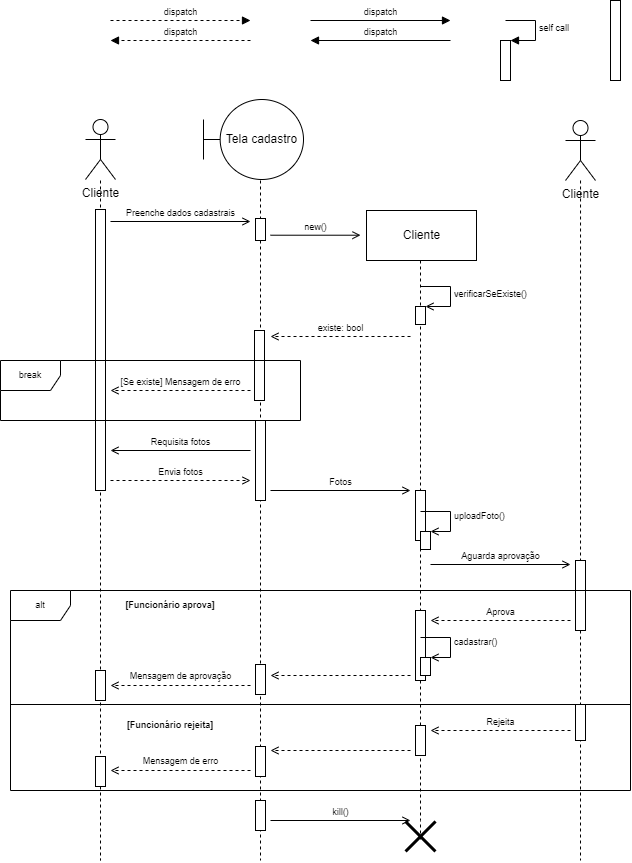 dispatch
dispatch
dispatch
dispatch
self call
Cliente
Tela cadastro
Cliente
Preenche dados cadastrais
new()
Cliente
verificarSeExiste()
existe: bool
break
[Se existe] Mensagem de erro
Requisita fotos
Envia fotos
Fotos
uploadFoto()
Aguarda aprovação
alt
[Funcionário aprova]
Aprova
cadastrar()
Mensagem de aprovação
[Funcionário rejeita]
Rejeita
Mensagem de erro
kill()